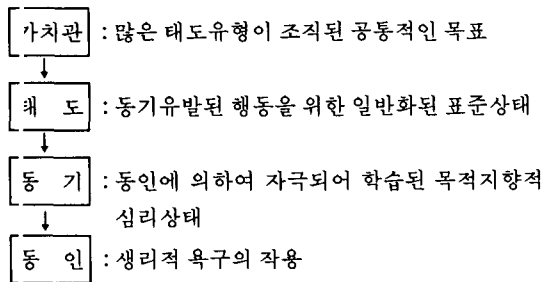 가치관 : 많은 태도유형이 조직된 공통적인 목표
태 도 : 동기유발된 행동을 위한 일반화된 표준상태
동 기 : 동인에 의하여 자극되어 학습된 목적지향적
심리상태
동 인 : 생리적 욕구의 작용